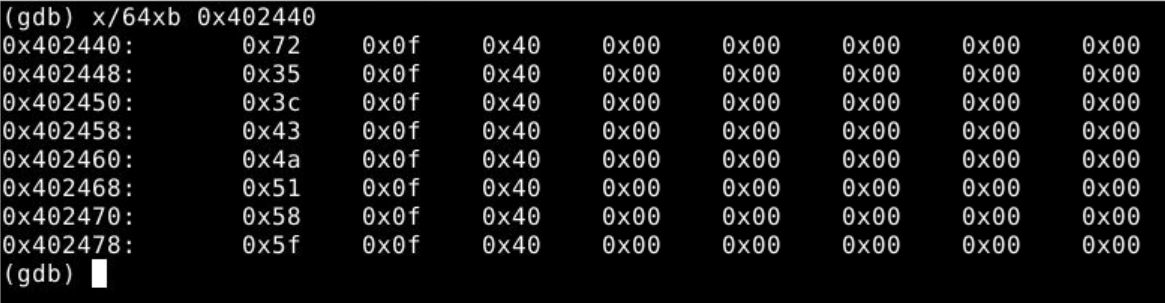 (gdb) x/64xb 0x402440
0x402440: 0x72 0x0f 0x40 0x00 0x00 0x00 0x00 0x00
0x402448: 0x35 0x0f 0x40 0x00 0x00 0x00 0x00 0x00
0x402450: 0x3c 0x0f 0x40 0x00 0x00 0x00 0x00 0x00
0x402458: 0x43 0x0f 0x40 0x00 0x00 0x00 0x00 0x00
0x402460: 0x4a 0x0f 0x40 0x00 0x00 0x00 0x00 0x00
0x402468: 0x51 0x0f 0x40 0x00 0x00 0x00 0x00 0x00
0x402470: 0x58 0x0f 0x40 0x00 0x00 0x00 0x00 0x00
0x402478: 0x5f 0x0f 0x40 0x00 0x00 0x00 0x00 0x00
(gdb)